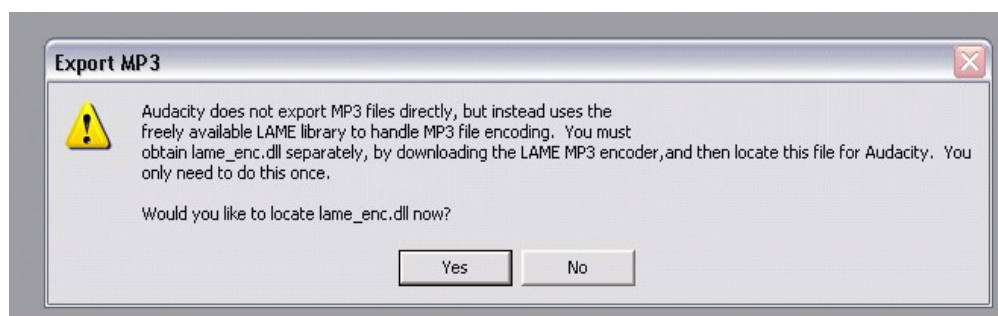 Export MP3
Audacity does not export MP3 files directly, but instead uses the
freely available LAME library to handle MP3 file encoding.  You must
obtain lame_enc.dll separately, by downloading the LAME MP3 encoder,and then locate this file for Audacity.  You
only need to do this once.
Would you like to locate lame_enc.dll now?
Yes
No